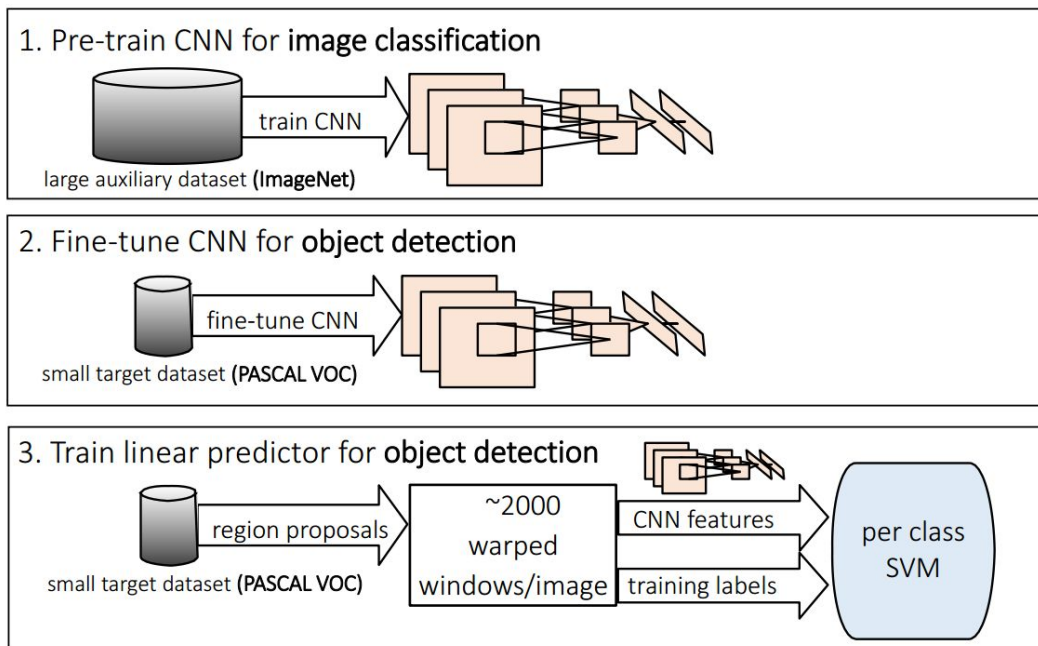 1. Pre-train CNN for image classification
train CNN
large auxiliary dataset (ImageNet)
2. Fine-tune CNN for object detection
fine-tune CNN
small target dataset (PASCAL VOC)
3. Train linear predictor for object detection
region proposals
~2000
warped
windows/image
CNN features
training labels
per class
SVM
small target dataset (PASCAL VOC)